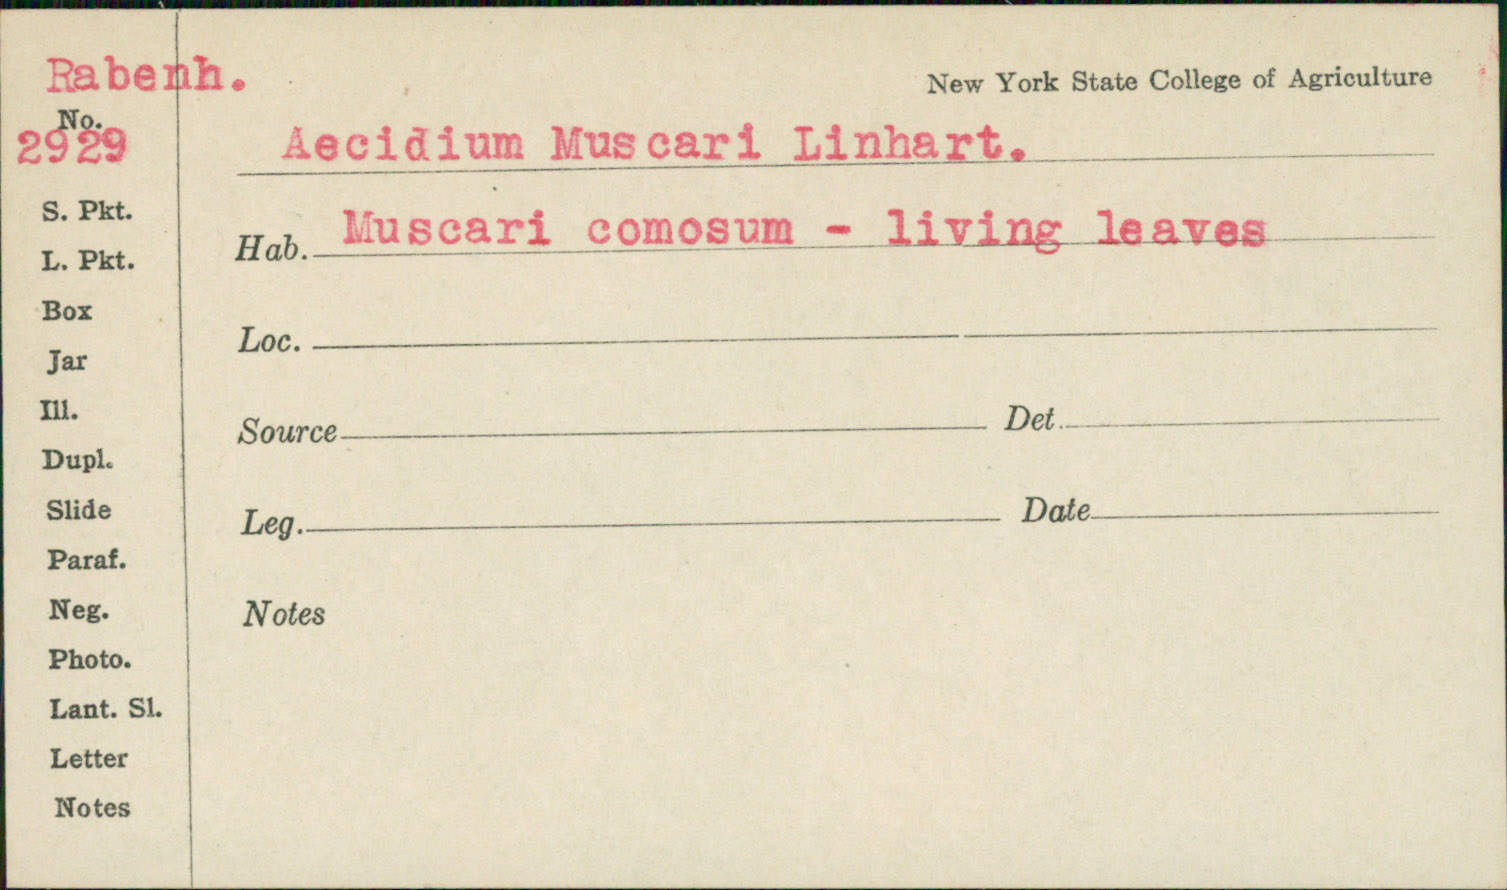 Rabenh.
New York State College of Agriculture
No.
2929
Aecidium Muscari Linhart.
Hab. Muscari comosum - living leaves
Loc.
Source Det.
Leg. Date
Notes
S. Pkt.
L. Pkt.
Box
Jar
Ill.
Dupl.
Slide
Paraf.
Neg.
Photo.
Lant. Sl.
Letter
Notes